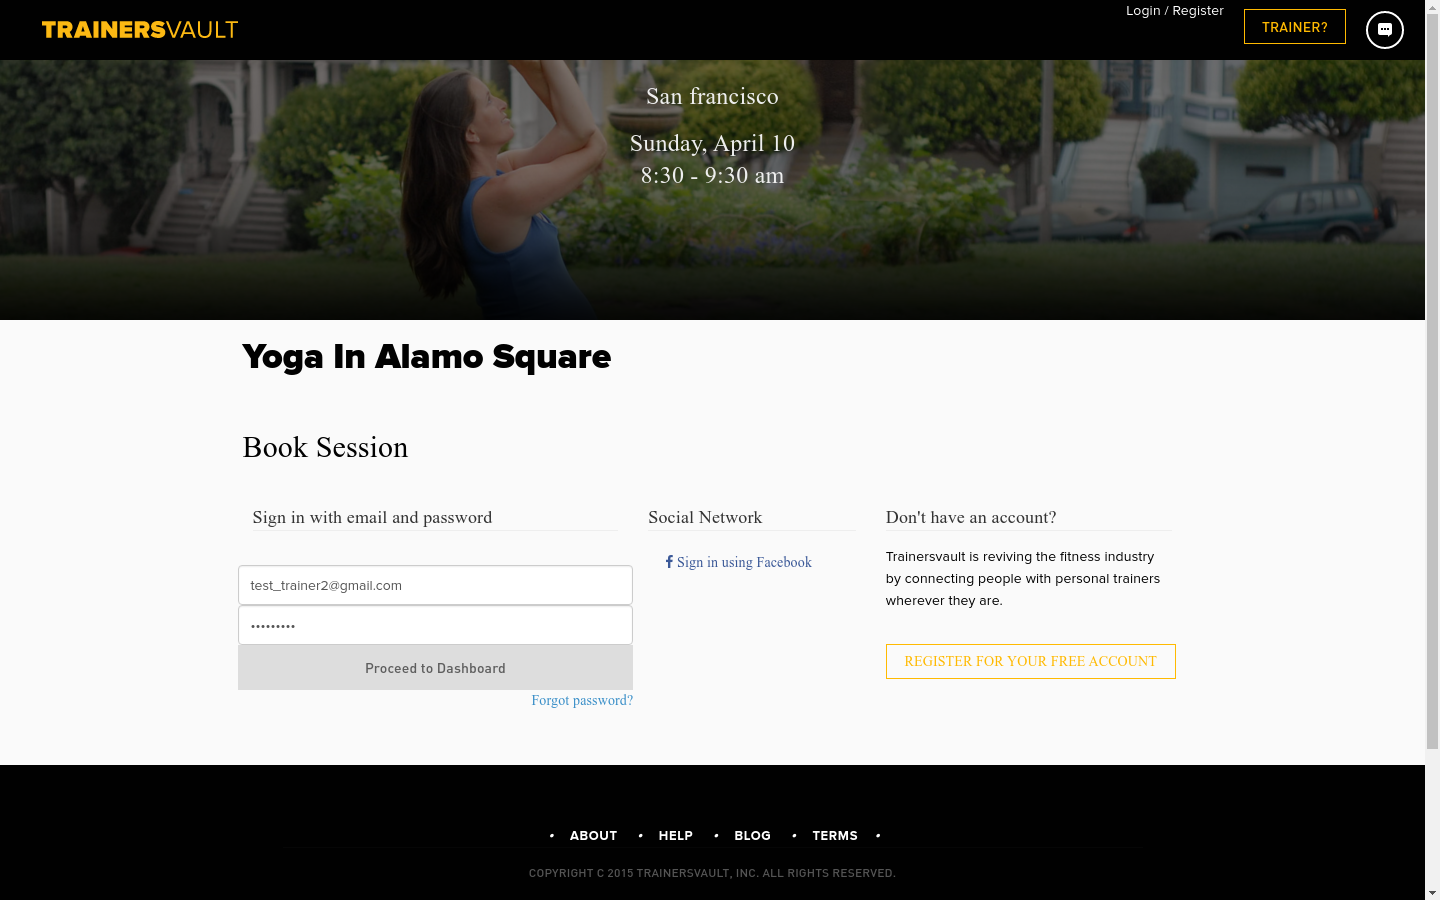 TRAINERSVAULT
Login / Register
TRAINER?
San francisco
Sunday, April 10
8:30 - 9:30 am
Yoga In Alamo Square
Book Session
Sign in with email and password
test_trainer2@gmail.com
•••••••••
Proceed to Dashboard
Forgot password?
Social Network
Sign in using Facebook
Don't have an account?
Trainersvault is reviving the fitness industry
by connecting people with personal trainers
wherever they are.
REGISTER FOR YOUR FREE ACCOUNT
• ABOUT • HELP • BLOG • TERMS •
COPYRIGHT C 2015 TRAINERSVAULT, INC. ALL RIGHTS RESERVED.